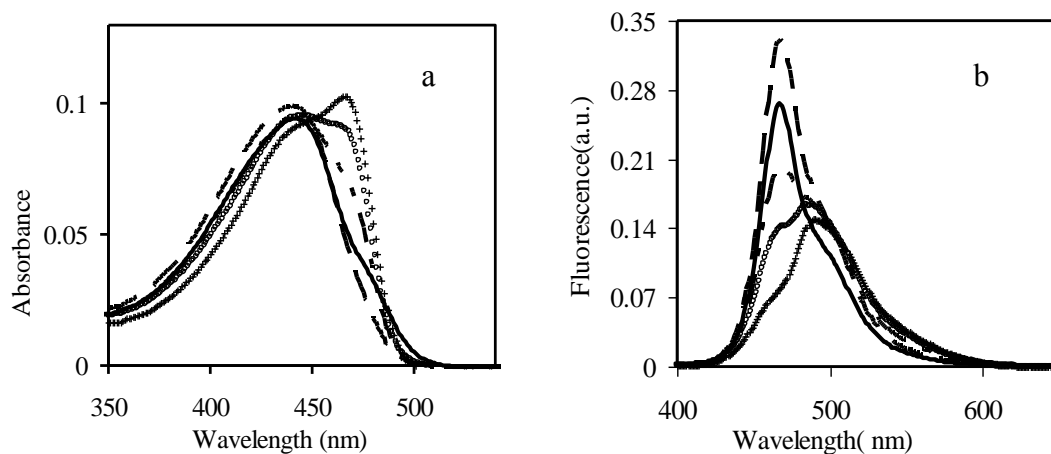 a
0.1
0.05
0
Absorbance
350 400 450 500
Wavelength (nm)
b
0.35
0.28
0.21
0.14
0.07
0
Fluorescence(a.u.)
400 500 600
Wavelength( nm)